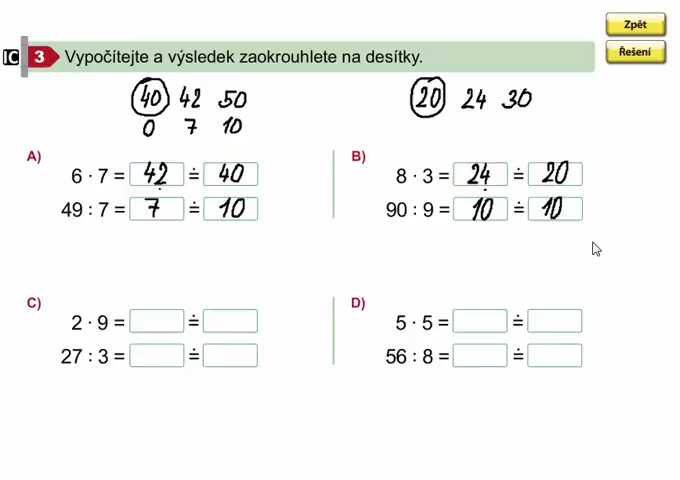 Zpět
Řešení
3 Vypočítejte a výsledek zaokrouhlete na desítky.
40 42 50
0 7 10
20 24 30
A)
6 · 7 = 42 ≐ 40
49 : 7 = 7 ≐ 10
B)
8 · 3 = 24 ≐ 20
90 : 9 = 10 ≐ 10
C)
2 · 9 = ≐
27 : 3 = ≐
D)
5 · 5 = ≐
56 : 8 = ≐